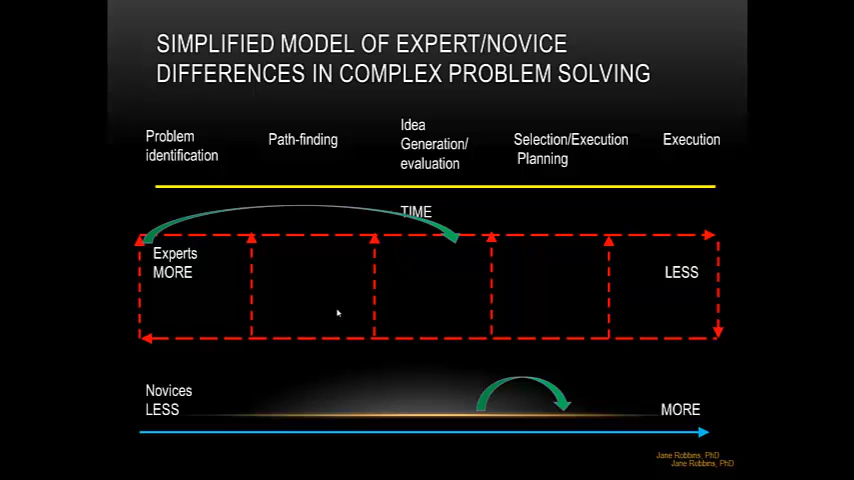 SIMPLIFIED MODEL OF EXPERT/NOVICE
DIFFERENCES IN COMPLEX PROBLEM SOLVING
Problem
identification
Path-finding
Idea
Generation/
evaluation
Selection/Execution
Planning
Execution
TIME
Experts
MORE
LESS
Novices
LESS
MORE
Jane Robbins, PhD
Jane Robbins, PhD